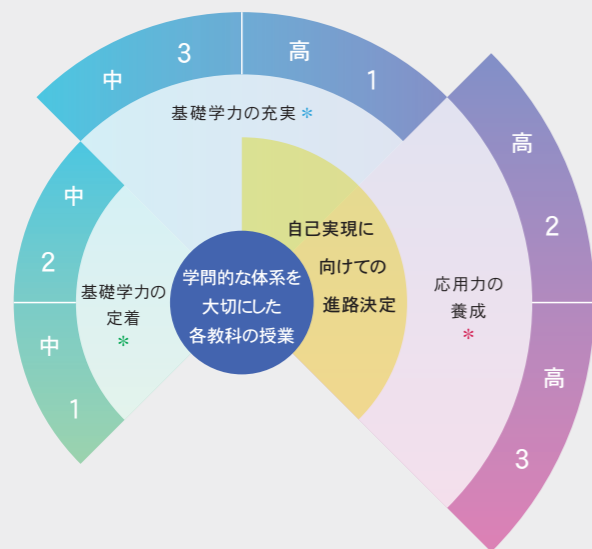 中1
中2
基礎学力の
定着
＊
中3
高1
基礎学力の充実＊
高2
高3
応用力の
養成
＊
自己実現に
向けての
進路決定
学問的な体系を
大切にした
各教科の授業